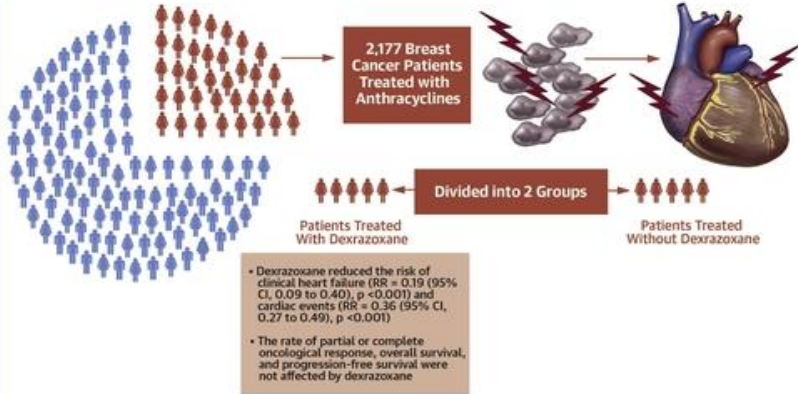 2,177 Breast
Cancer Patients
Treated with
Anthracyclines
Divided into 2 Groups
Patients Treated
With Dexrazoxane
Patients Treated
Without Dexrazoxane
• Dexrazoxane reduced the risk of
clinical heart failure (RR = 0.19 (95%
CI, 0.09 to 0.40), p <0.001) and
cardiac events (RR = 0.36 (95% CI,
0.27 to 0.49), p <0.001)
• The rate of partial or complete
oncological response, overall survival,
and progression-free survival were
not affected by dexrazoxane